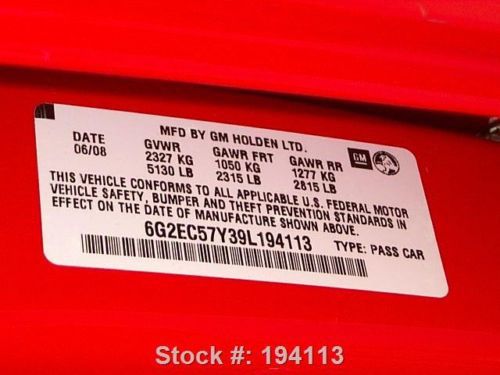 MFD BY GM HOLDEN LTD.
DATE GVWR GAWR FRT GAWR RR GM
06/08 2327 KG 1050 KG 1277 KG
5130 LB 2315 LB 2815 LB
THIS VEHICLE CONFORMS TO ALL APPLICABLE U.S. FEDERAL MOTOR
VEHICLE SAFETY, BUMPER AND THEFT PREVENTION STANDARDS IN
EFFECT ON THE DATE OF MANUFACTURE SHOWN ABOVE.
6G2EC57Y39L194113 TYPE: PASS CAR
Stock #: 194113